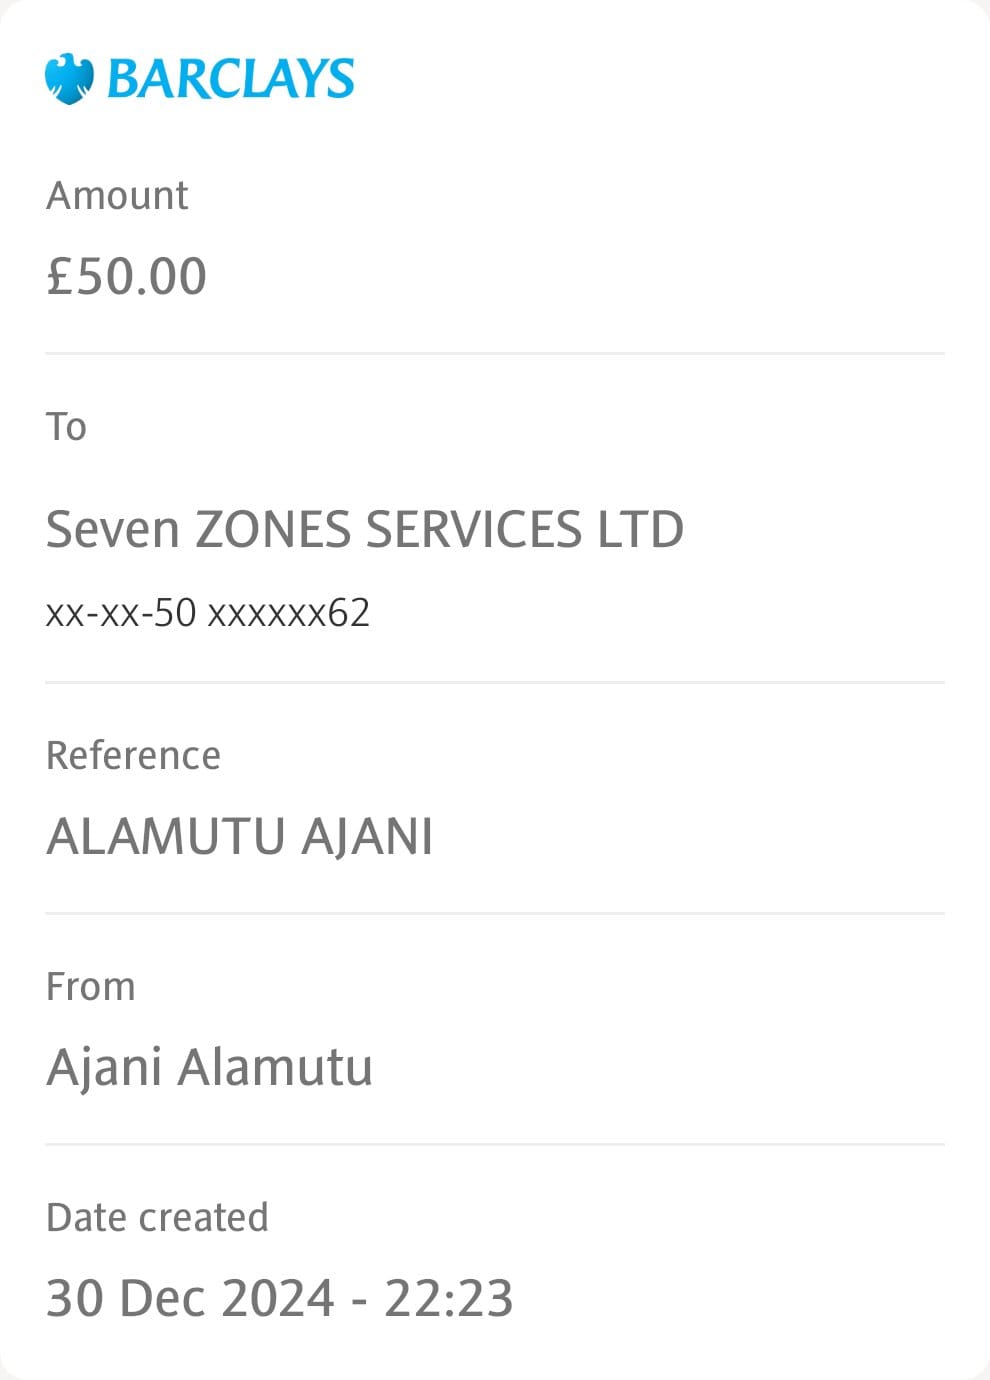 BARCLAYS
Amount
£50.00
To
Seven ZONES SERVICES LTD
xx-xx-50 xxxxxx62
Reference
ALAMUTU AJANI
From
Ajani Alamutu
Date created
30 Dec 2024 - 22:23